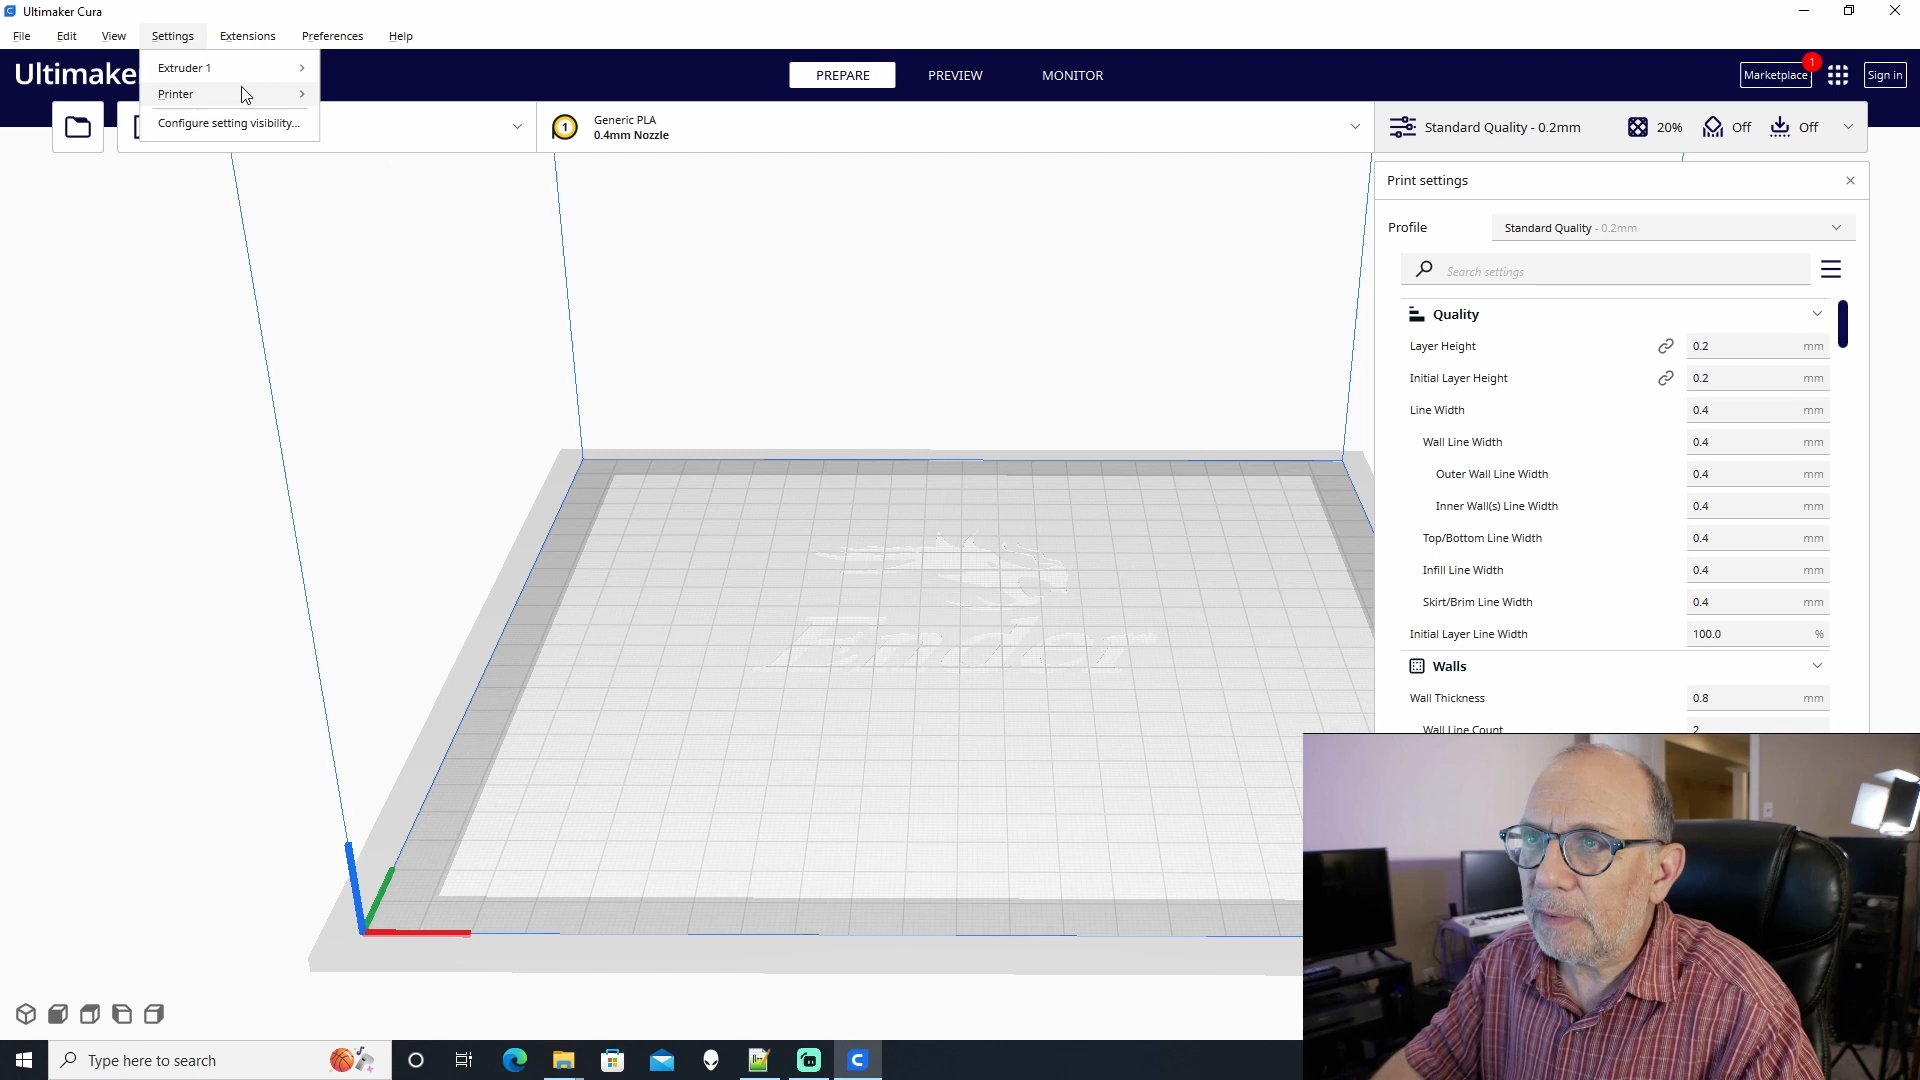 Ultimaker Cura
File Edit View Settings Extensions Preferences Help
Extruder 1
Printer
Configure setting visibility...
Ultimake
PREPARE PREVIEW MONITOR
Marketplace 1
Sign in
1 Generic PLA
0.4mm Nozzle
Standard Quality - 0.2mm 20% Off Off
Print settings
Profile Standard Quality - 0.2mm
Search settings
Quality
Layer Height 0.2 mm
Initial Layer Height 0.2 mm
Line Width 0.4 mm
Wall Line Width 0.4 mm
Outer Wall Line Width 0.4 mm
Inner Wall(s) Line Width 0.4 mm
Top/Bottom Line Width 0.4 mm
Infill Line Width 0.4 mm
Skirt/Brim Line Width 0.4 mm
Initial Layer Line Width 100.0 %
Walls
Wall Thickness 0.8 mm
Wall Line Count 2
Ender
Type here to search